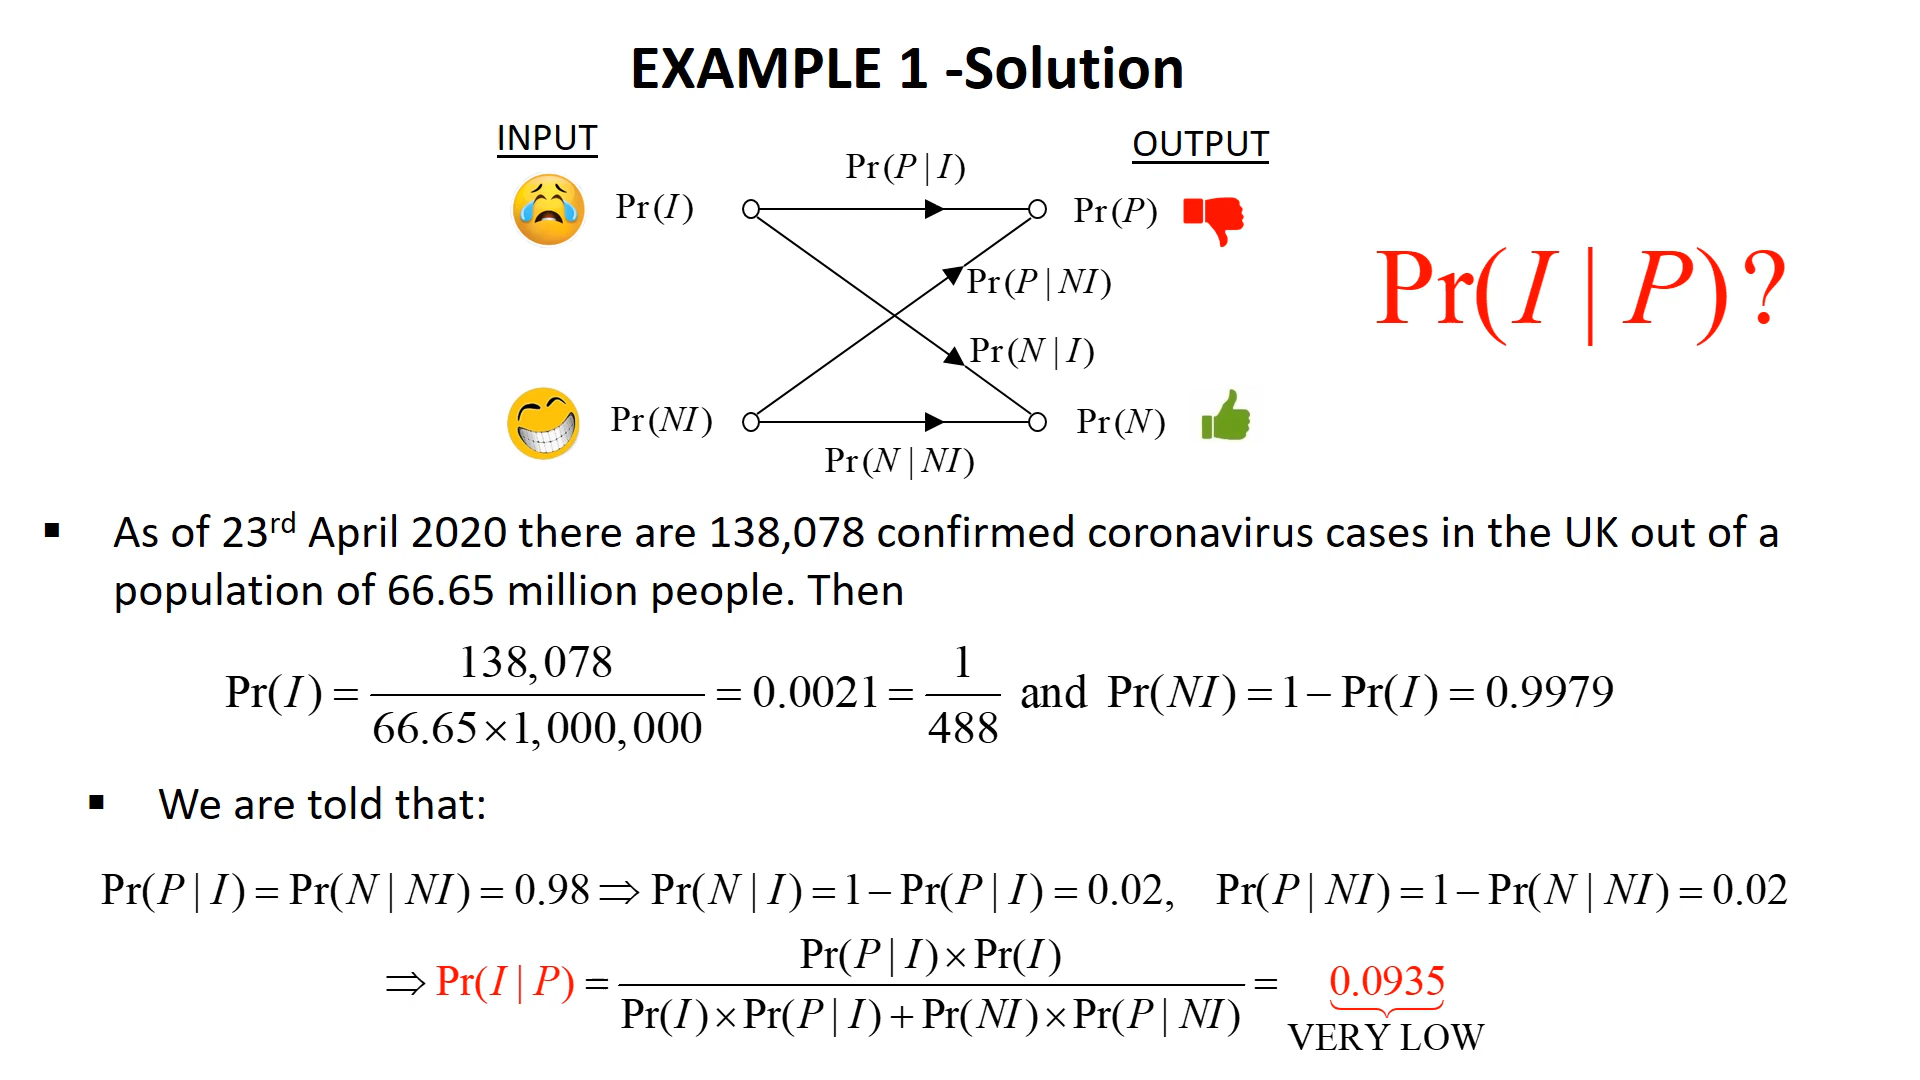 EXAMPLE 1 -Solution
INPUT
OUTPUT
Pr(P | I)
Pr(I)
Pr(P)
Pr(P | NI)
Pr(I | P)?
Pr(N | I)
Pr(NI)
Pr(N)
Pr(N | NI)
▪ As of 23rd April 2020 there are 138,078 confirmed coronavirus cases in the UK out of a
population of 66.65 million people. Then
Pr(I) = 138,078 / 66.65×1,000,000 = 0.0021 = 1 / 488 and Pr(NI) = 1 − Pr(I) = 0.9979
▪ We are told that:
Pr(P | I) = Pr(N | NI) = 0.98 ⇒ Pr(N | I) = 1 − Pr(P | I) = 0.02, Pr(P | NI) = 1 − Pr(N | NI) = 0.02
⇒ Pr(I | P) = Pr(P | I)×Pr(I) / Pr(I)×Pr(P | I) + Pr(NI)×Pr(P | NI) = 0.0935
VERY LOW